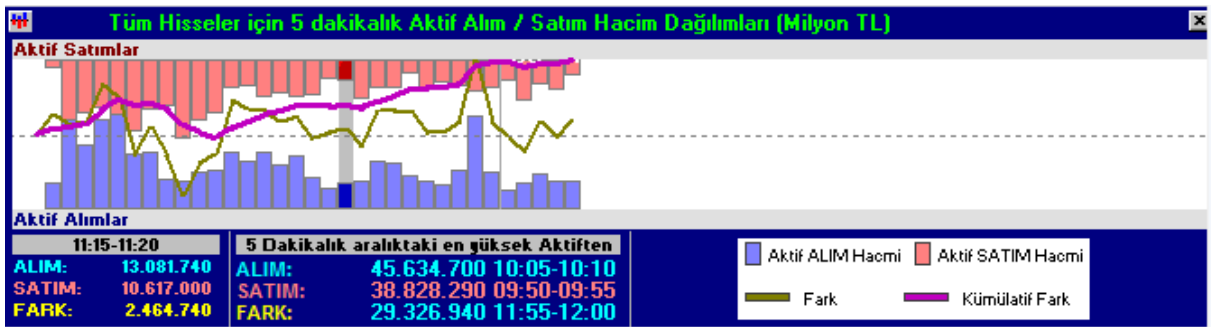 Tüm Hisseler için 5 dakikalık Aktif Alım / Satım Hacim Dağılımları (Milyon TL)
Aktif Satımlar
Aktif Alımlar
11:15-11:20
ALIM: 13.081.740
SATIM: 10.617.000
FARK: 2.464.740
5 Dakikalık aralıktaki en yüksek Aktiften
ALIM: 45.634.700 10:05-10:10
SATIM: 38.828.290 09:50-09:55
FARK: 29.326.940 11:55-12:00
Aktif ALIM Hacmi Aktif SATIM Hacmi
Fark Kümülatif Fark